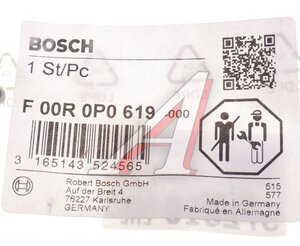 BOSCH
1 St/Pc
F 00R 0P0 619 -000
3 165143 524565
Robert Bosch GmbH
Auf der Breit 4
76227 Karlsruhe
GERMANY
515
577
Made in Germany
Fabriqué en Allemagne